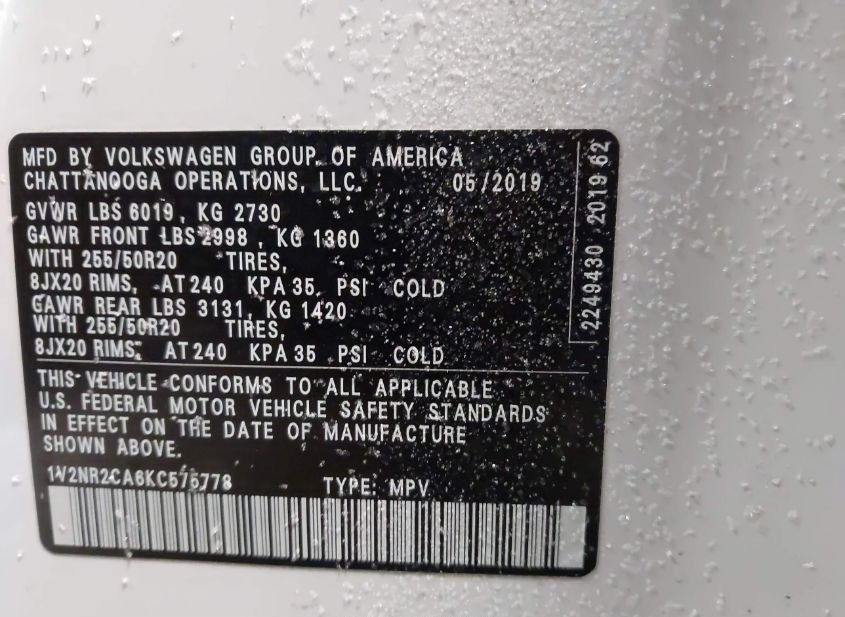 MFD BY VOLKSWAGEN GROUP OF AMERICA
CHATTANOOGA OPERATIONS, LLC. 05/2019
GVWR LBS 6019, KG 2730
GAWR FRONT LBS 2998 , KG 1360
WITH 255/50R20 TIRES,
8JX20 RIMS, AT 240 KPA 35, PSI COLD
GAWR REAR LBS 3131, KG 1420
WITH 255/50R20 TIRES,
8JX20 RIMS, AT 240 KPA 35 PSI COLD
THIS VEHICLE CONFORMS TO ALL APPLICABLE
U.S. FEDERAL MOTOR VEHICLE SAFETY STANDARDS
IN EFFECT ON THE DATE OF MANUFACTURE
SHOWN ABOVE.
1V2NR2CA6KC575778 TYPE: MPV
2249430 2019 62